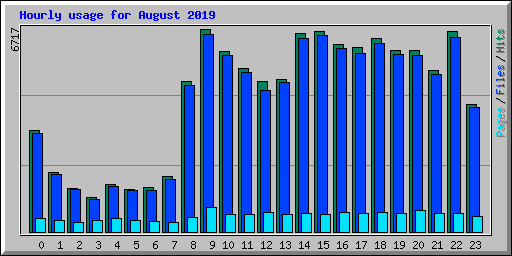 Hourly usage for August 2019
6717
Pages / Files / Hits
0 1 2 3 4 5 6 7 8 9 10 11 12 13 14 15 16 17 18 19 20 21 22 23